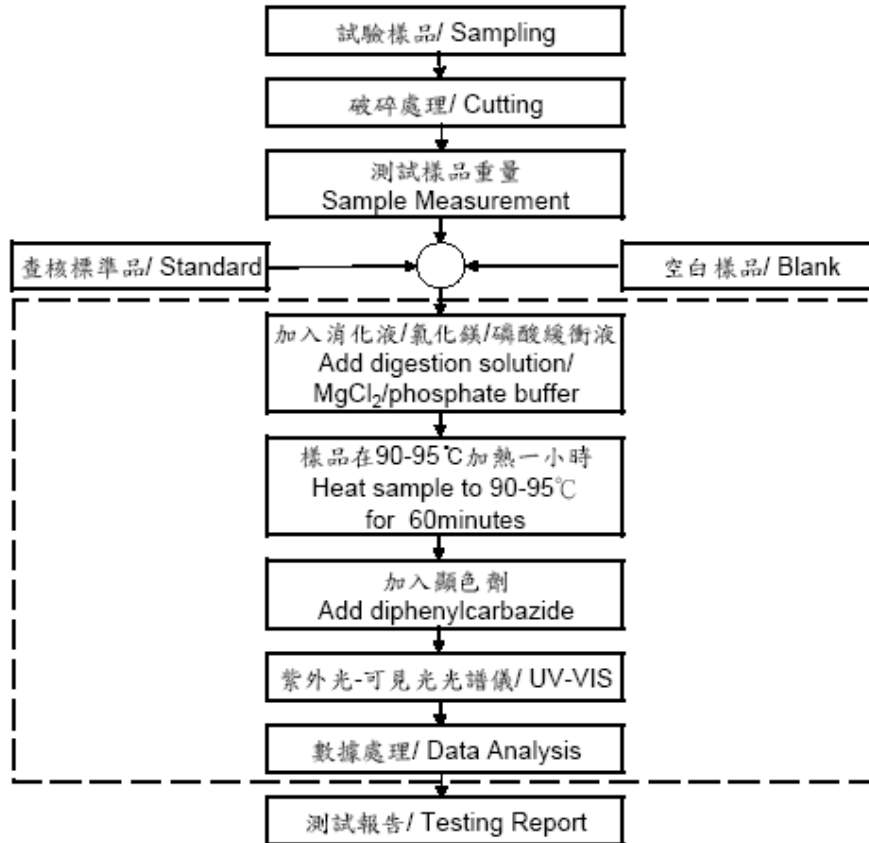 試驗樣品/ Sampling
破碎處理/ Cutting
測試樣品重量
Sample Measurement
查核標準品/ Standard
空白樣品/ Blank
加入消化液/氯化鎂/磷酸緩衝液
Add digestion solution/
MgCl₂/phosphate buffer
樣品在90-95℃加熱一小時
Heat sample to 90-95℃
for 60minutes
加入顯色劑
Add diphenylcarbazide
紫外光-可見光光譜儀/ UV-VIS
數據處理/ Data Analysis
測試報告/ Testing Report